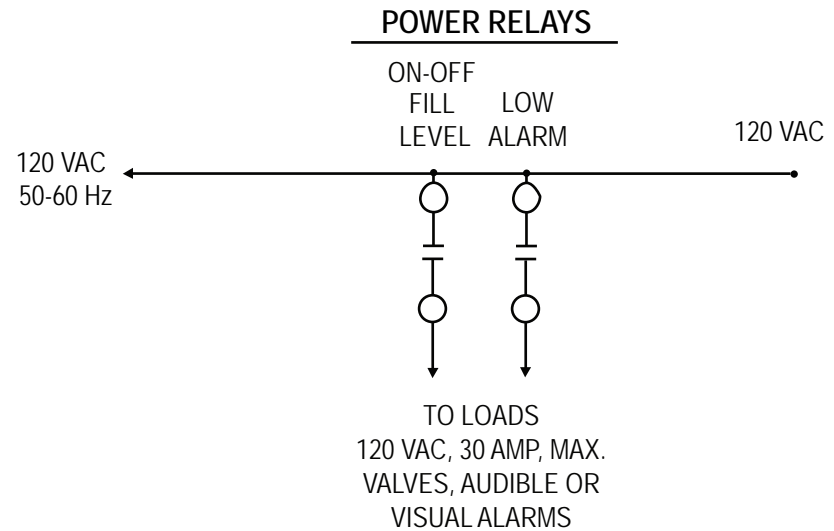 POWER RELAYS
ON-OFF
FILL
LEVEL
LOW
ALARM
120 VAC
120 VAC
50-60 Hz
TO LOADS
120 VAC, 30 AMP, MAX.
VALVES, AUDIBLE OR
VISUAL ALARMS